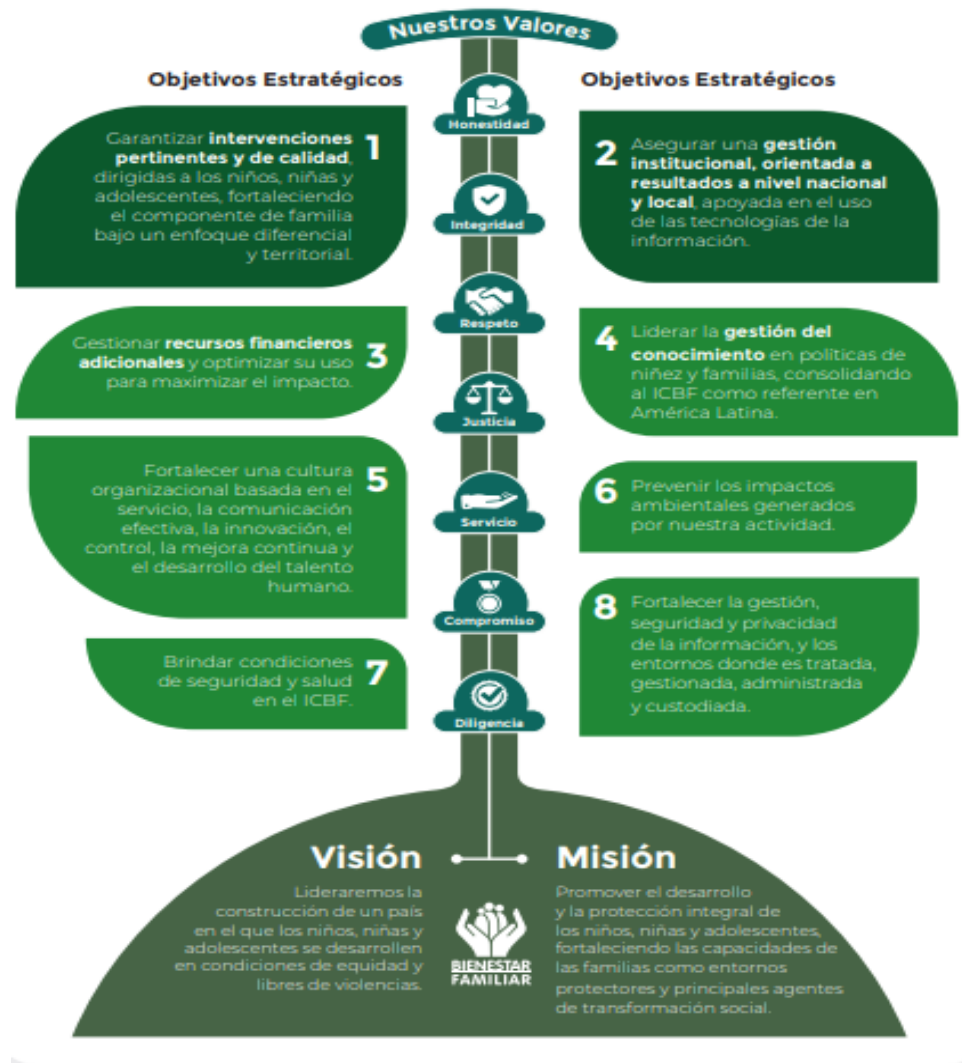 Nuestros Valores
Objetivos Estratégicos
Objetivos Estratégicos
Honestidad
Integridad
Respeto
Justicia
Servicio
Compromiso
Diligencia
1
Garantizar intervenciones
pertinentes y de calidad,
dirigidas a los niños, niñas y
adolescentes, fortaleciendo
el componente de familia
bajo un enfoque diferencial
y territorial.
2
Asegurar una gestión
institucional, orientada a
resultados a nivel nacional
y local, apoyada en el uso
de las tecnologías de la
información.
3
Gestionar recursos financieros
adicionales y optimizar su uso
para maximizar el impacto.
4
Liderar la gestión del
conocimiento en políticas de
niñez y familias, consolidando
al ICBF como referente en
América Latina.
5
Fortalecer una cultura
organizacional basada en el
servicio, la comunicación
efectiva, la innovación, el
control, la mejora continua y
el desarrollo del talento
humano.
6
Prevenir los impactos
ambientales generados
por nuestra actividad.
7
Brindar condiciones
de seguridad y salud
en el ICBF.
8
Fortalecer la gestión,
seguridad y privacidad
de la información, y los
entornos donde es tratada,
gestionada, administrada
y custodiada.
Visión
Lideraremos la
construcción de un país
en el que los niños, niñas y
adolescentes se desarrollen
en condiciones de equidad y
libres de violencias.
BIENESTAR
FAMILIAR
Misión
Promover el desarrollo
y la protección integral de
los niños, niñas y adolescentes,
fortaleciendo las capacidades de
las familias como entornos
protectores y principales agentes
de transformación social.